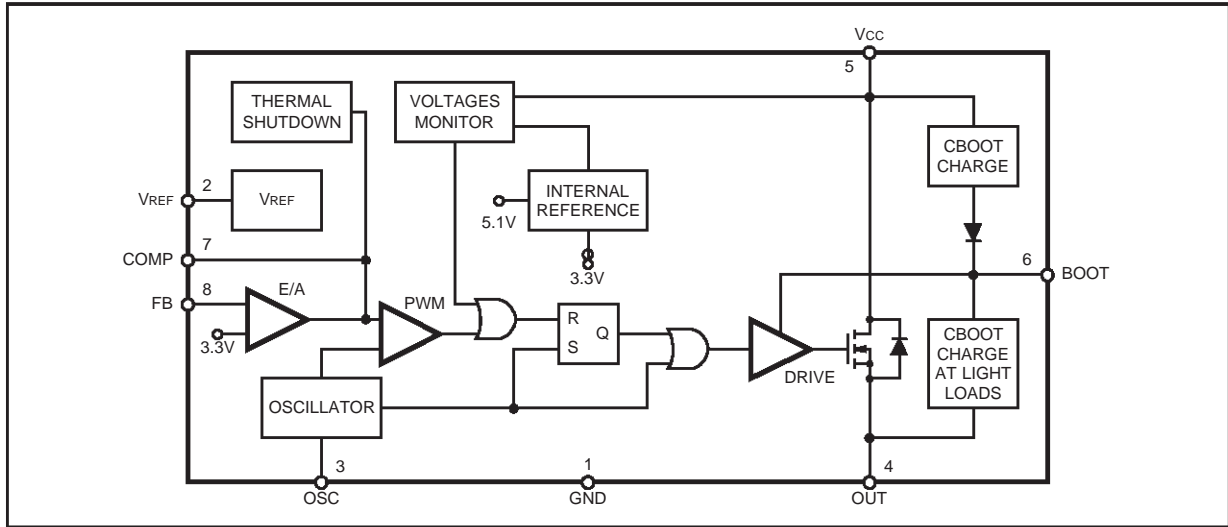 VCC
5
THERMAL
SHUTDOWN
VOLTAGES
MONITOR
CBOOT
CHARGE
VREF
2
VREF
INTERNAL
REFERENCE
5.1V
3.3V
COMP
7
6
BOOT
FB
8
E/A
3.3V
PWM
R
S
Q
DRIVE
CBOOT
CHARGE
AT LIGHT
LOADS
OSCILLATOR
3
OSC
1
GND
4
OUT